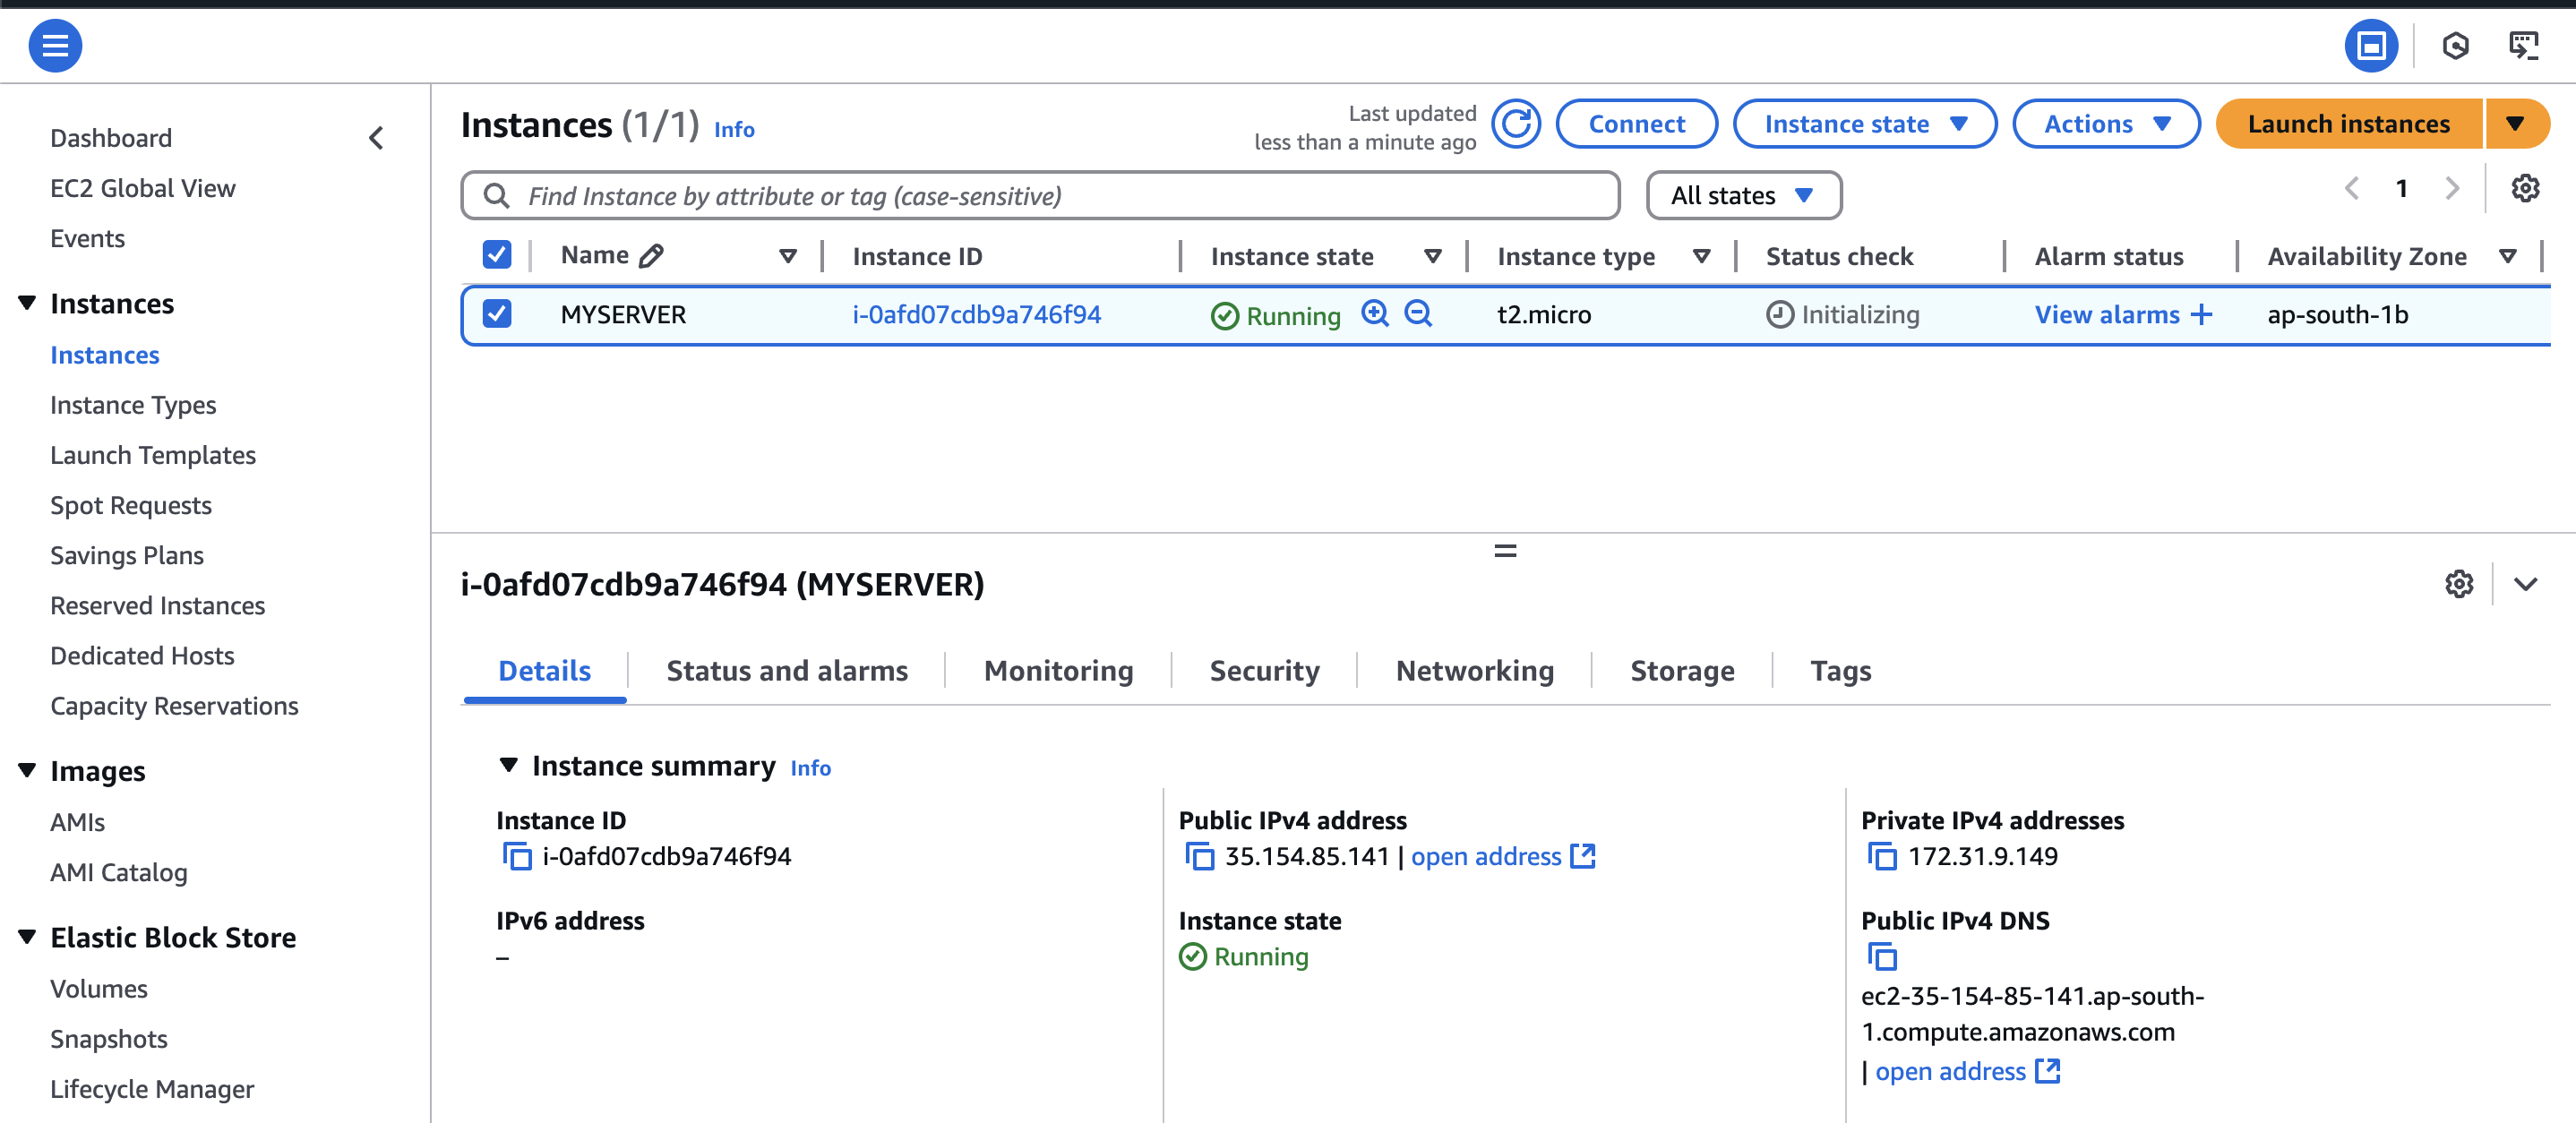 Dashboard
EC2 Global View
Events
Instances
Instances
Instance Types
Launch Templates
Spot Requests
Savings Plans
Reserved Instances
Dedicated Hosts
Capacity Reservations
Images
AMIs
AMI Catalog
Elastic Block Store
Volumes
Snapshots
Lifecycle Manager
Instances (1/1) Info
Last updated
less than a minute ago
Connect
Instance state
Actions
Launch instances
Find Instance by attribute or tag (case-sensitive)
All states
1
Name Instance ID Instance state Instance type Status check Alarm status Availability Zone
MYSERVER i-0afd07cdb9a746f94 Running t2.micro Initializing View alarms + ap-south-1b
i-0afd07cdb9a746f94 (MYSERVER)
Details Status and alarms Monitoring Security Networking Storage Tags
Instance summary Info
Instance ID
i-0afd07cdb9a746f94
IPv6 address
–
Public IPv4 address
35.154.85.141 | open address
Instance state
Running
Private IPv4 addresses
172.31.9.149
Public IPv4 DNS
ec2-35-154-85-141.ap-south-
1.compute.amazonaws.com
| open address